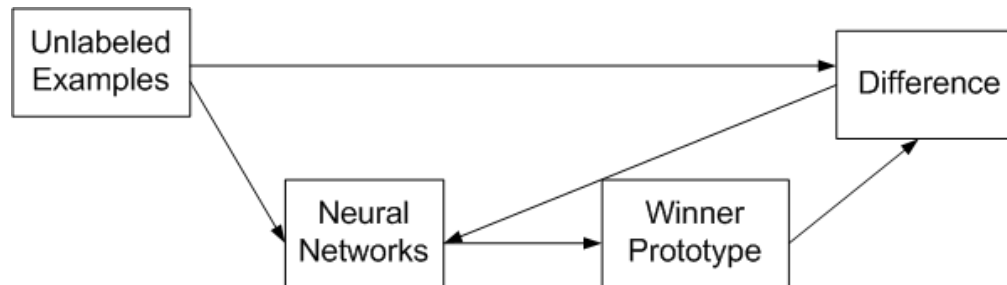 Unlabeled
Examples
Difference
Neural
Networks
Winner
Prototype